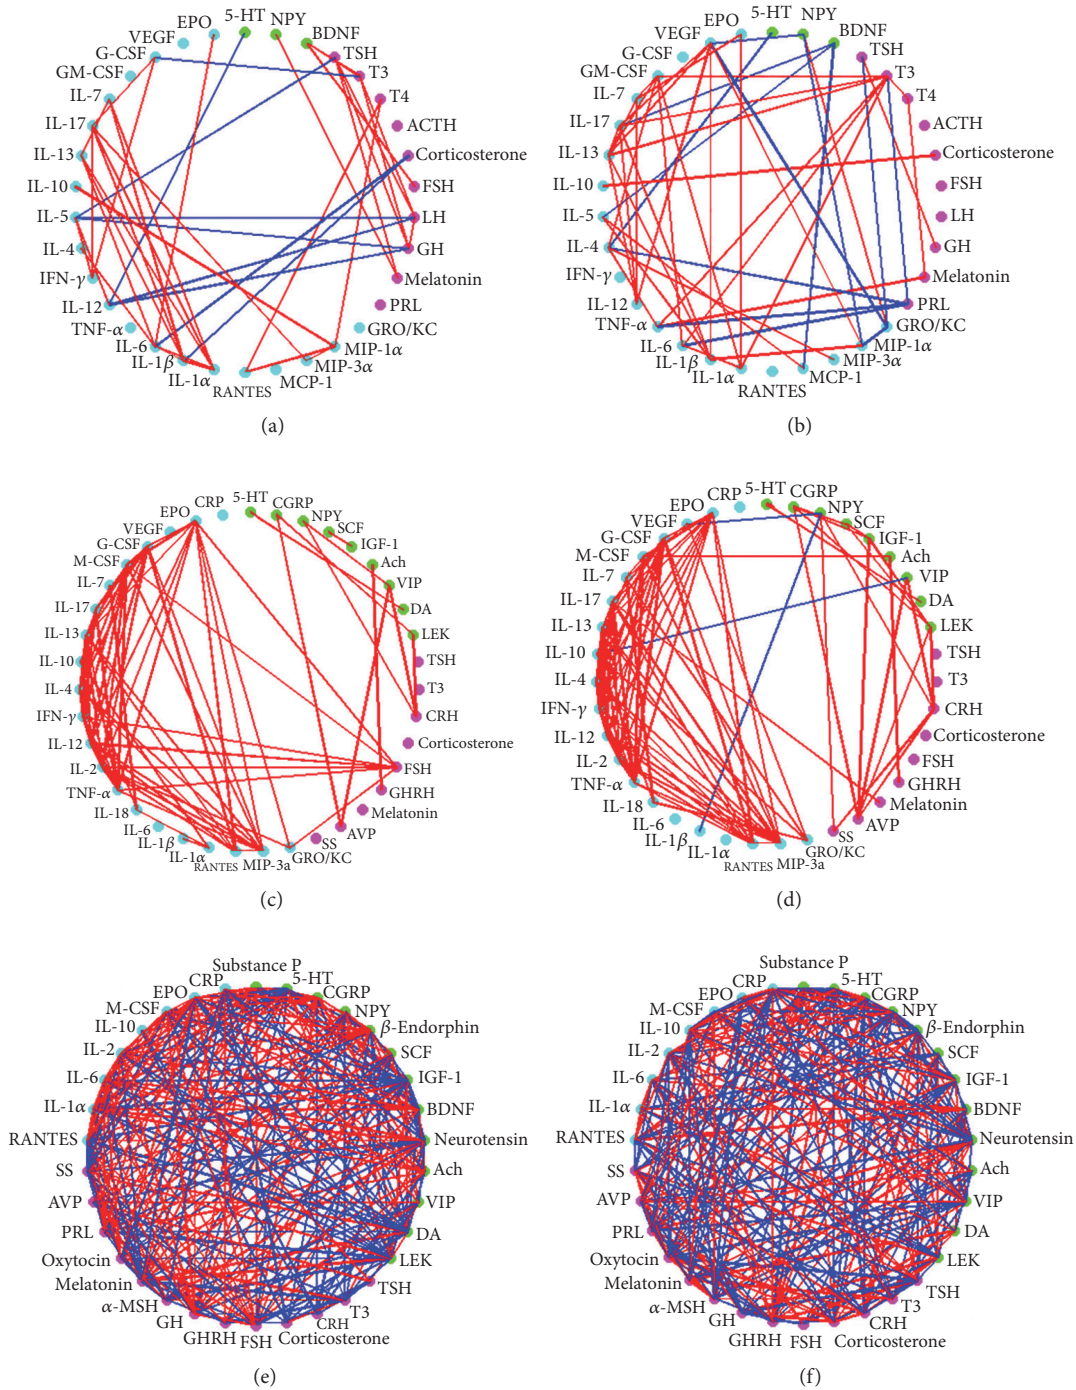 5-HT
NPY
BDNF
TSH
T3
T4
ACTH
Corticosterone
FSH
LH
GH
Melatonin
PRL
GRO/KC
MIP-1α
MIP-3α
MCP-1
RANTES
IL-1α
IL-1β
IL-6
TNF-α
IL-12
IFN-γ
IL-4
IL-5
IL-10
IL-13
IL-17
IL-7
GM-CSF
G-CSF
VEGF
EPO
(a)
5-HT
NPY
BDNF
TSH
T3
T4
ACTH
Corticosterone
FSH
LH
GH
Melatonin
PRL
GRO/KC
MIP-1α
MIP-3α
MCP-1
RANTES
IL-1α
IL-1β
IL-6
TNF-α
IL-12
IFN-γ
IL-4
IL-5
IL-10
IL-13
IL-17
IL-7
GM-CSF
G-CSF
VEGF
EPO
(b)
5-HT
CGRP
NPY
SCF
IGF-1
Ach
VIP
DA
LEK
TSH
T3
CRH
Corticosterone
FSH
GHRH
Melatonin
AVP
SS
GRO/KC
MIP-3a
RANTES
IL-1α
IL-1β
IL-6
IL-18
TNF-α
IL-2
IL-12
IFN-γ
IL-4
IL-10
IL-13
IL-17
IL-7
M-CSF
G-CSF
VEGF
EPO
CRP
(c)
5-HT
CGRP
NPY
SCF
IGF-1
Ach
VIP
DA
LEK
TSH
T3
CRH
Corticosterone
FSH
GHRH
Melatonin
AVP
SS
GRO/KC
MIP-3a
RANTES
IL-1α
IL-1β
IL-6
IL-18
TNF-α
IL-2
IL-12
IFN-γ
IL-4
IL-10
IL-13
IL-17
IL-7
M-CSF
G-CSF
VEGF
EPO
CRP
(d)
Substance P
5-HT
CGRP
NPY
β-Endorphin
SCF
IGF-1
BDNF
Neurotensin
Ach
VIP
DA
LEK
TSH
T3
CRH
Corticosterone
FSH
GHRH
GH
α-MSH
Melatonin
Oxytocin
PRL
AVP
SS
RANTES
IL-1α
IL-6
IL-2
IL-10
M-CSF
EPO
CRP
(e)
Substance P
5-HT
CGRP
NPY
β-Endorphin
SCF
IGF-1
BDNF
Neurotensin
Ach
VIP
DA
LEK
TSH
T3
CRH
Corticosterone
FSH
GHRH
GH
α-MSH
Melatonin
Oxytocin
PRL
AVP
SS
RANTES
IL-1α
IL-6
IL-2
IL-10
M-CSF
EPO
CRP
(f)